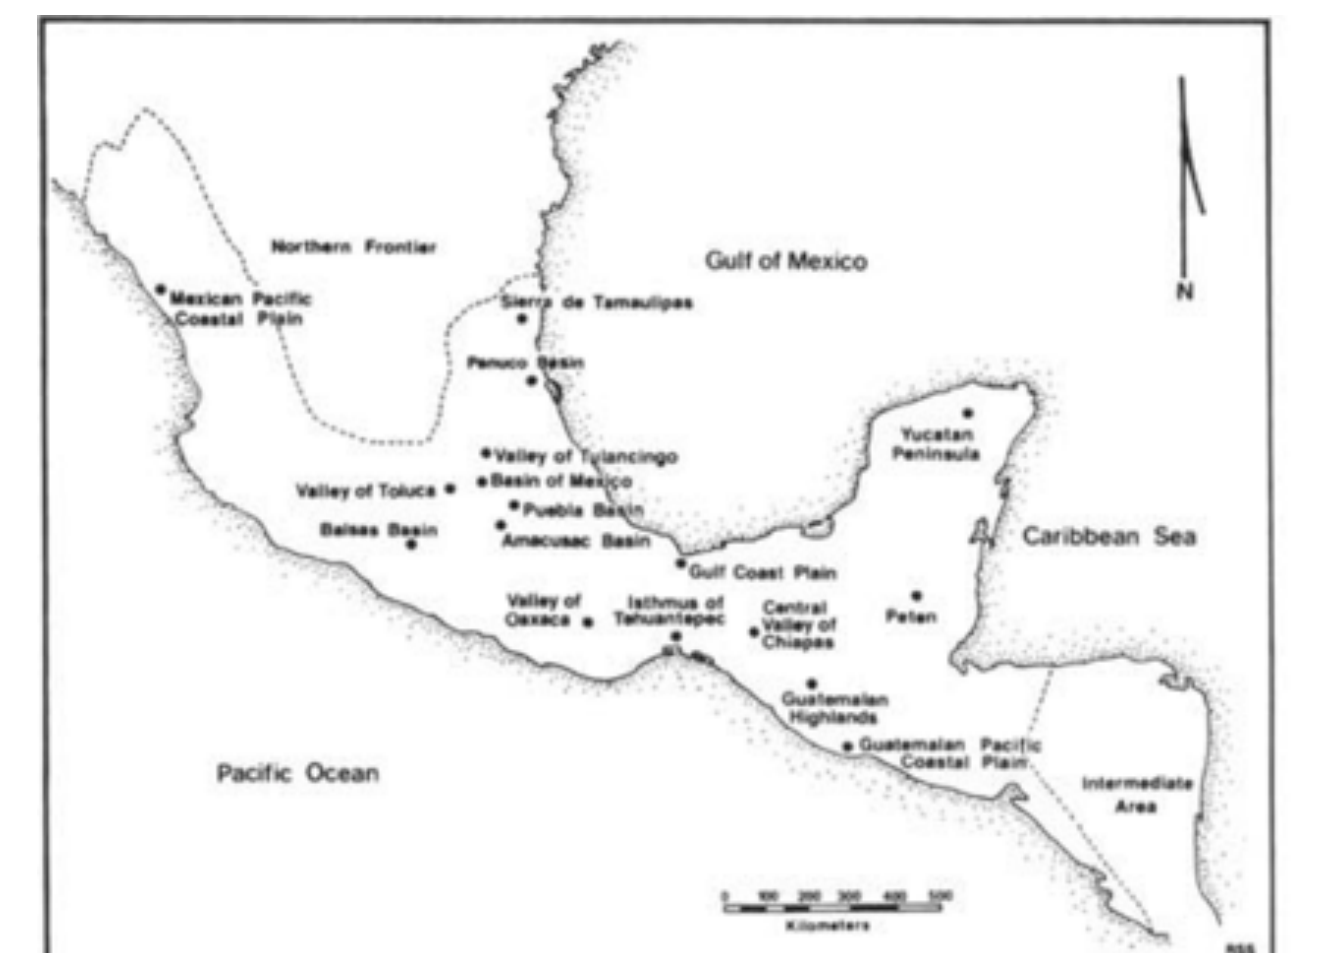 Northern Frontier
Gulf of Mexico
N
Mexican Pacific
Coastal Plain
Sierra de Tamaulipas
Panuco Basin
Yucatan
Peninsula
Valley of Tulancingo
Basin of Mexico
Valley of Toluca
Puebla Basin
Balsas Basin
Amacusac Basin
Caribbean Sea
Gulf Coast Plain
Valley of
Oaxaca
Isthmus of
Tehuantepec
Central
Valley of
Chiapas
Peten
Guatemalan
Highlands
Guatemalan Pacific
Coastal Plain
Pacific Ocean
Intermediate
Area
0 100 200 300 400 500
Kilometers
RSS